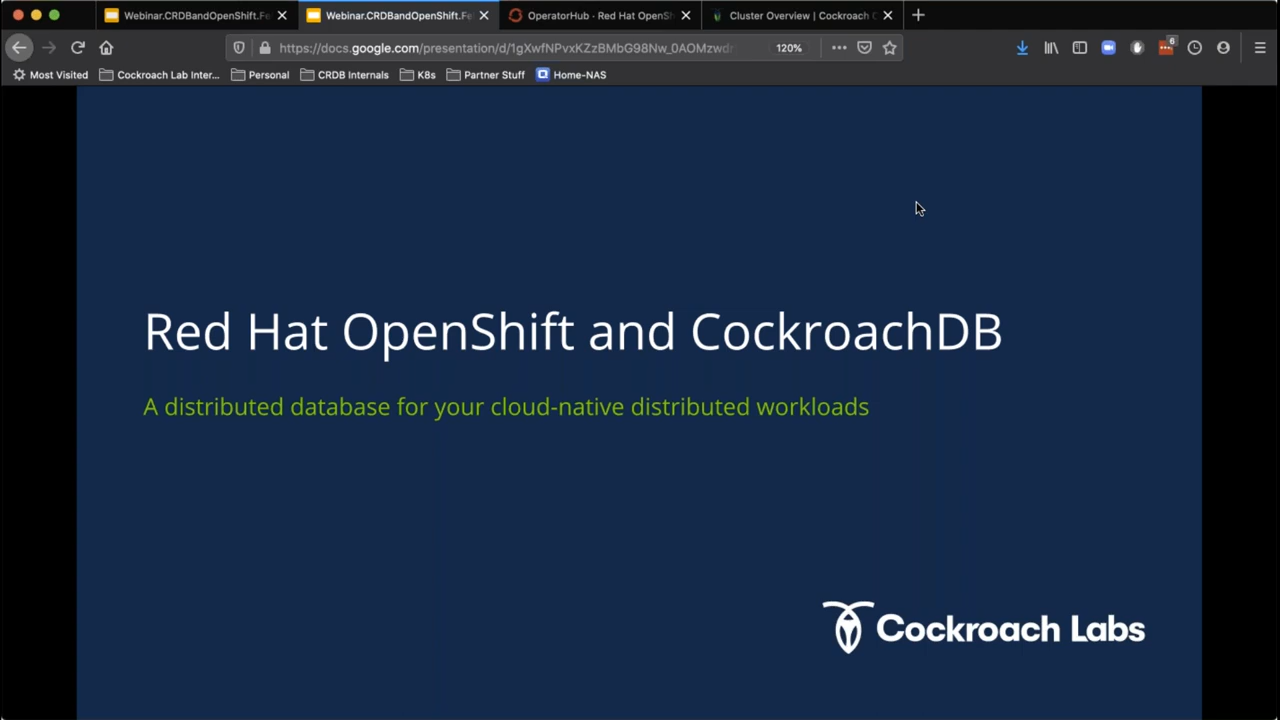 Webinar.CRDBandOpenShift.Fe
Webinar.CRDBandOpenShift.Fe
OperatorHub · Red Hat OpenSh
Cluster Overview | Cockroach C
https://docs.google.com/presentation/d/1gXwfNPvxKZzBMbG98Nw_0AOMzwdr
120%
6
Most Visited
Cockroach Lab Inter...
Personal
CRDB Internals
K8s
Partner Stuff
Home-NAS
Red Hat OpenShift and CockroachDB
A distributed database for your cloud-native distributed workloads
Cockroach Labs